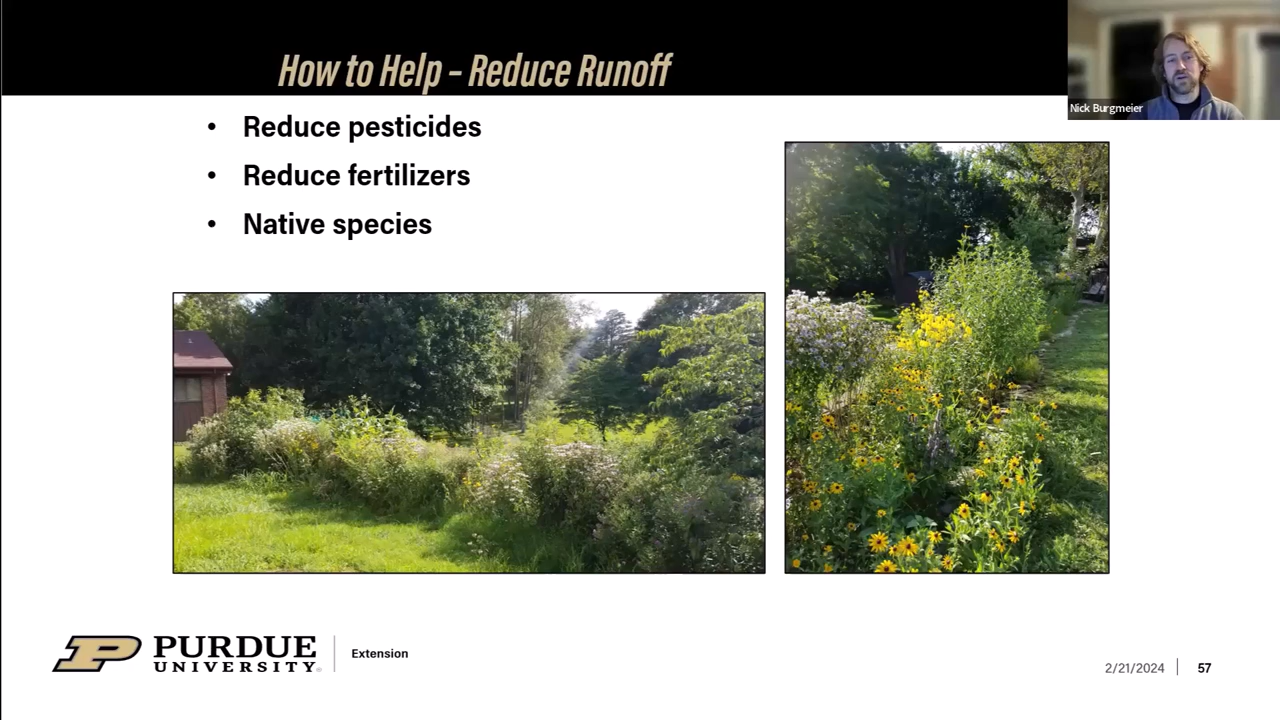 How to Help – Reduce Runoff
Nick Burgmeier
• Reduce pesticides
• Reduce fertilizers
• Native species
PURDUE
UNIVERSITY®
Extension
2/21/2024
57